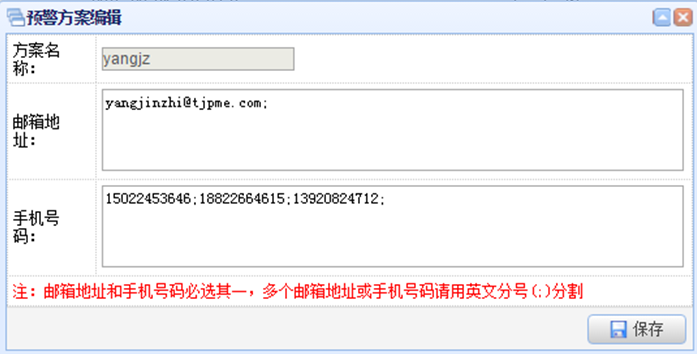 预警方案编辑
方案名
称：
yangjz
邮箱地
址：
yangjinzhi@tjpme.com;
手机号
码：
15022453646;18822664615;13920824712;
注：邮箱地址和手机号码必选其一，多个邮箱地址或手机号码请用英文分号(;)分割
保存